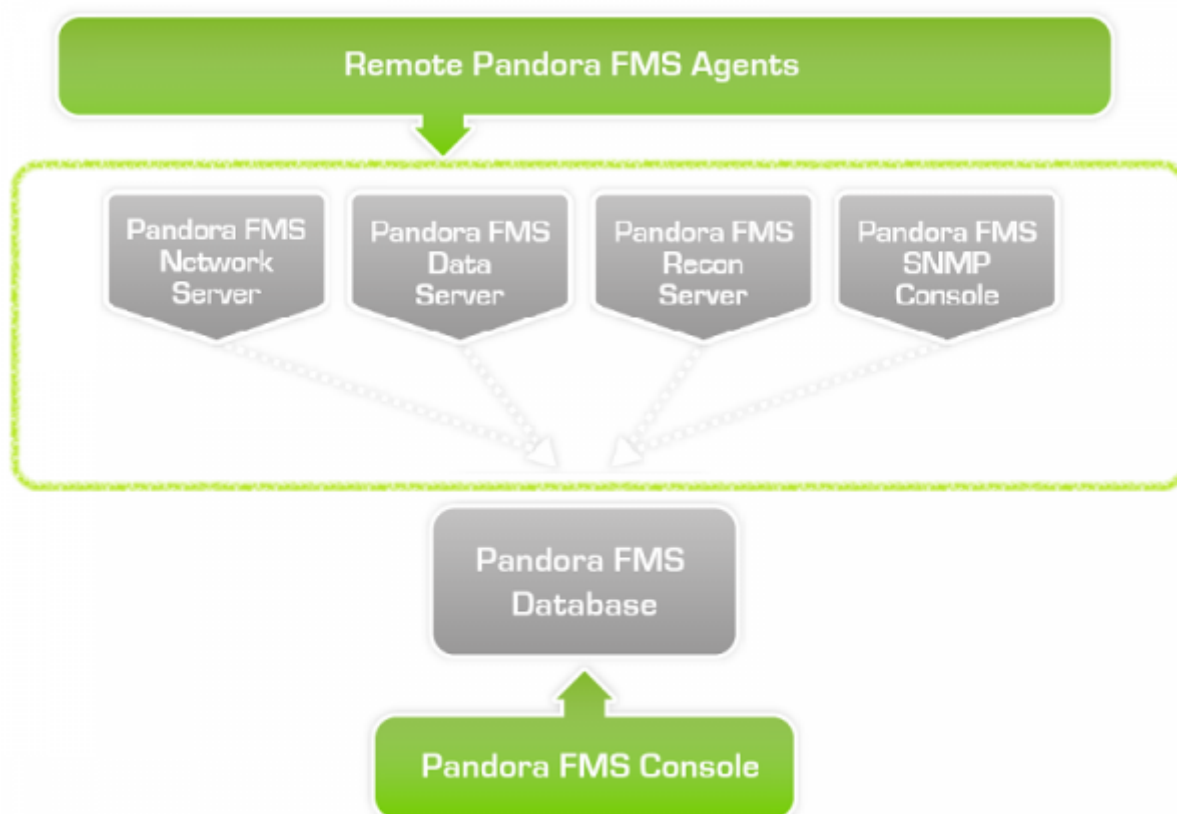 Remote Pandora FMS Agents
Pandora FMS
Network
Server
Pandora FMS
Data
Server
Pandora FMS
Recon
Server
Pandora FMS
SNMP
Console
Pandora FMS
Database
Pandora FMS Console